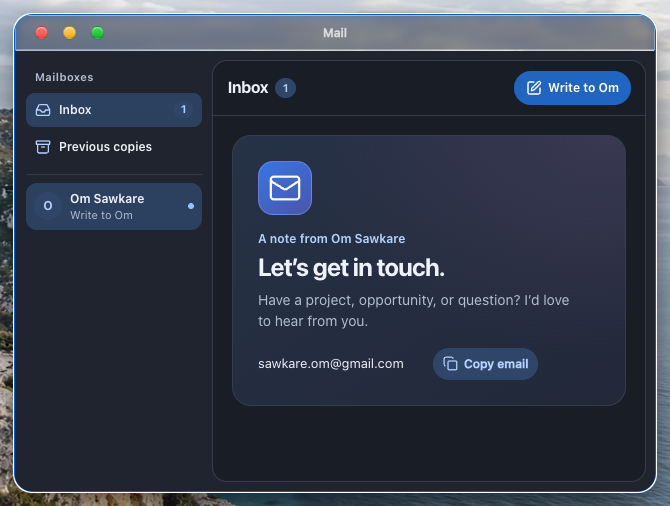 Mail
Mailboxes
Inbox 1
Previous copies
O Om Sawkare
Write to Om
Inbox 1
Write to Om
A note from Om Sawkare
Let’s get in touch.
Have a project, opportunity, or question? I’d love
to hear from you.
sawkare.om@gmail.com
Copy email